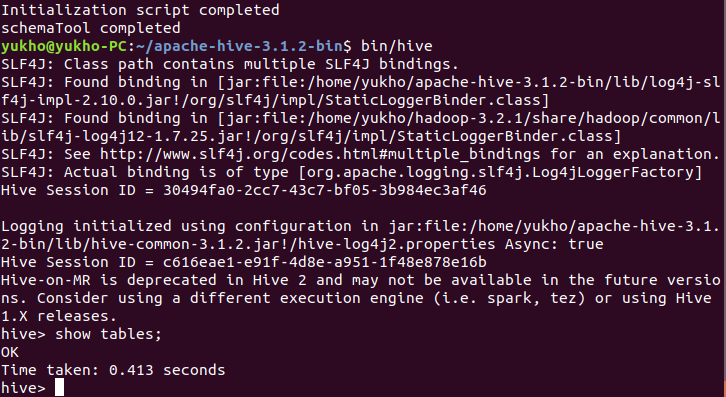 Initialization script completed
schemaTool completed
yukho@yukho-PC:~/apache-hive-3.1.2-bin$ bin/hive
SLF4J: Class path contains multiple SLF4J bindings.
SLF4J: Found binding in [jar:file:/home/yukho/apache-hive-3.1.2-bin/lib/log4j-sl
f4j-impl-2.10.0.jar!/org/slf4j/impl/StaticLoggerBinder.class]
SLF4J: Found binding in [jar:file:/home/yukho/hadoop-3.2.1/share/hadoop/common/l
ib/slf4j-log4j12-1.7.25.jar!/org/slf4j/impl/StaticLoggerBinder.class]
SLF4J: See http://www.slf4j.org/codes.html#multiple_bindings for an explanation.
SLF4J: Actual binding is of type [org.apache.logging.slf4j.Log4jLoggerFactory]
Hive Session ID = 30494fa0-2cc7-43c7-bf05-3b984ec3af46
Logging initialized using configuration in jar:file:/home/yukho/apache-hive-3.1.
2-bin/lib/hive-common-3.1.2.jar!/hive-log4j2.properties Async: true
Hive Session ID = c616eae1-e91f-4d8e-a951-1f48e878e16b
Hive-on-MR is deprecated in Hive 2 and may not be available in the future versio
ns. Consider using a different execution engine (i.e. spark, tez) or using Hive
1.X releases.
hive> show tables;
OK
Time taken: 0.413 seconds
hive>